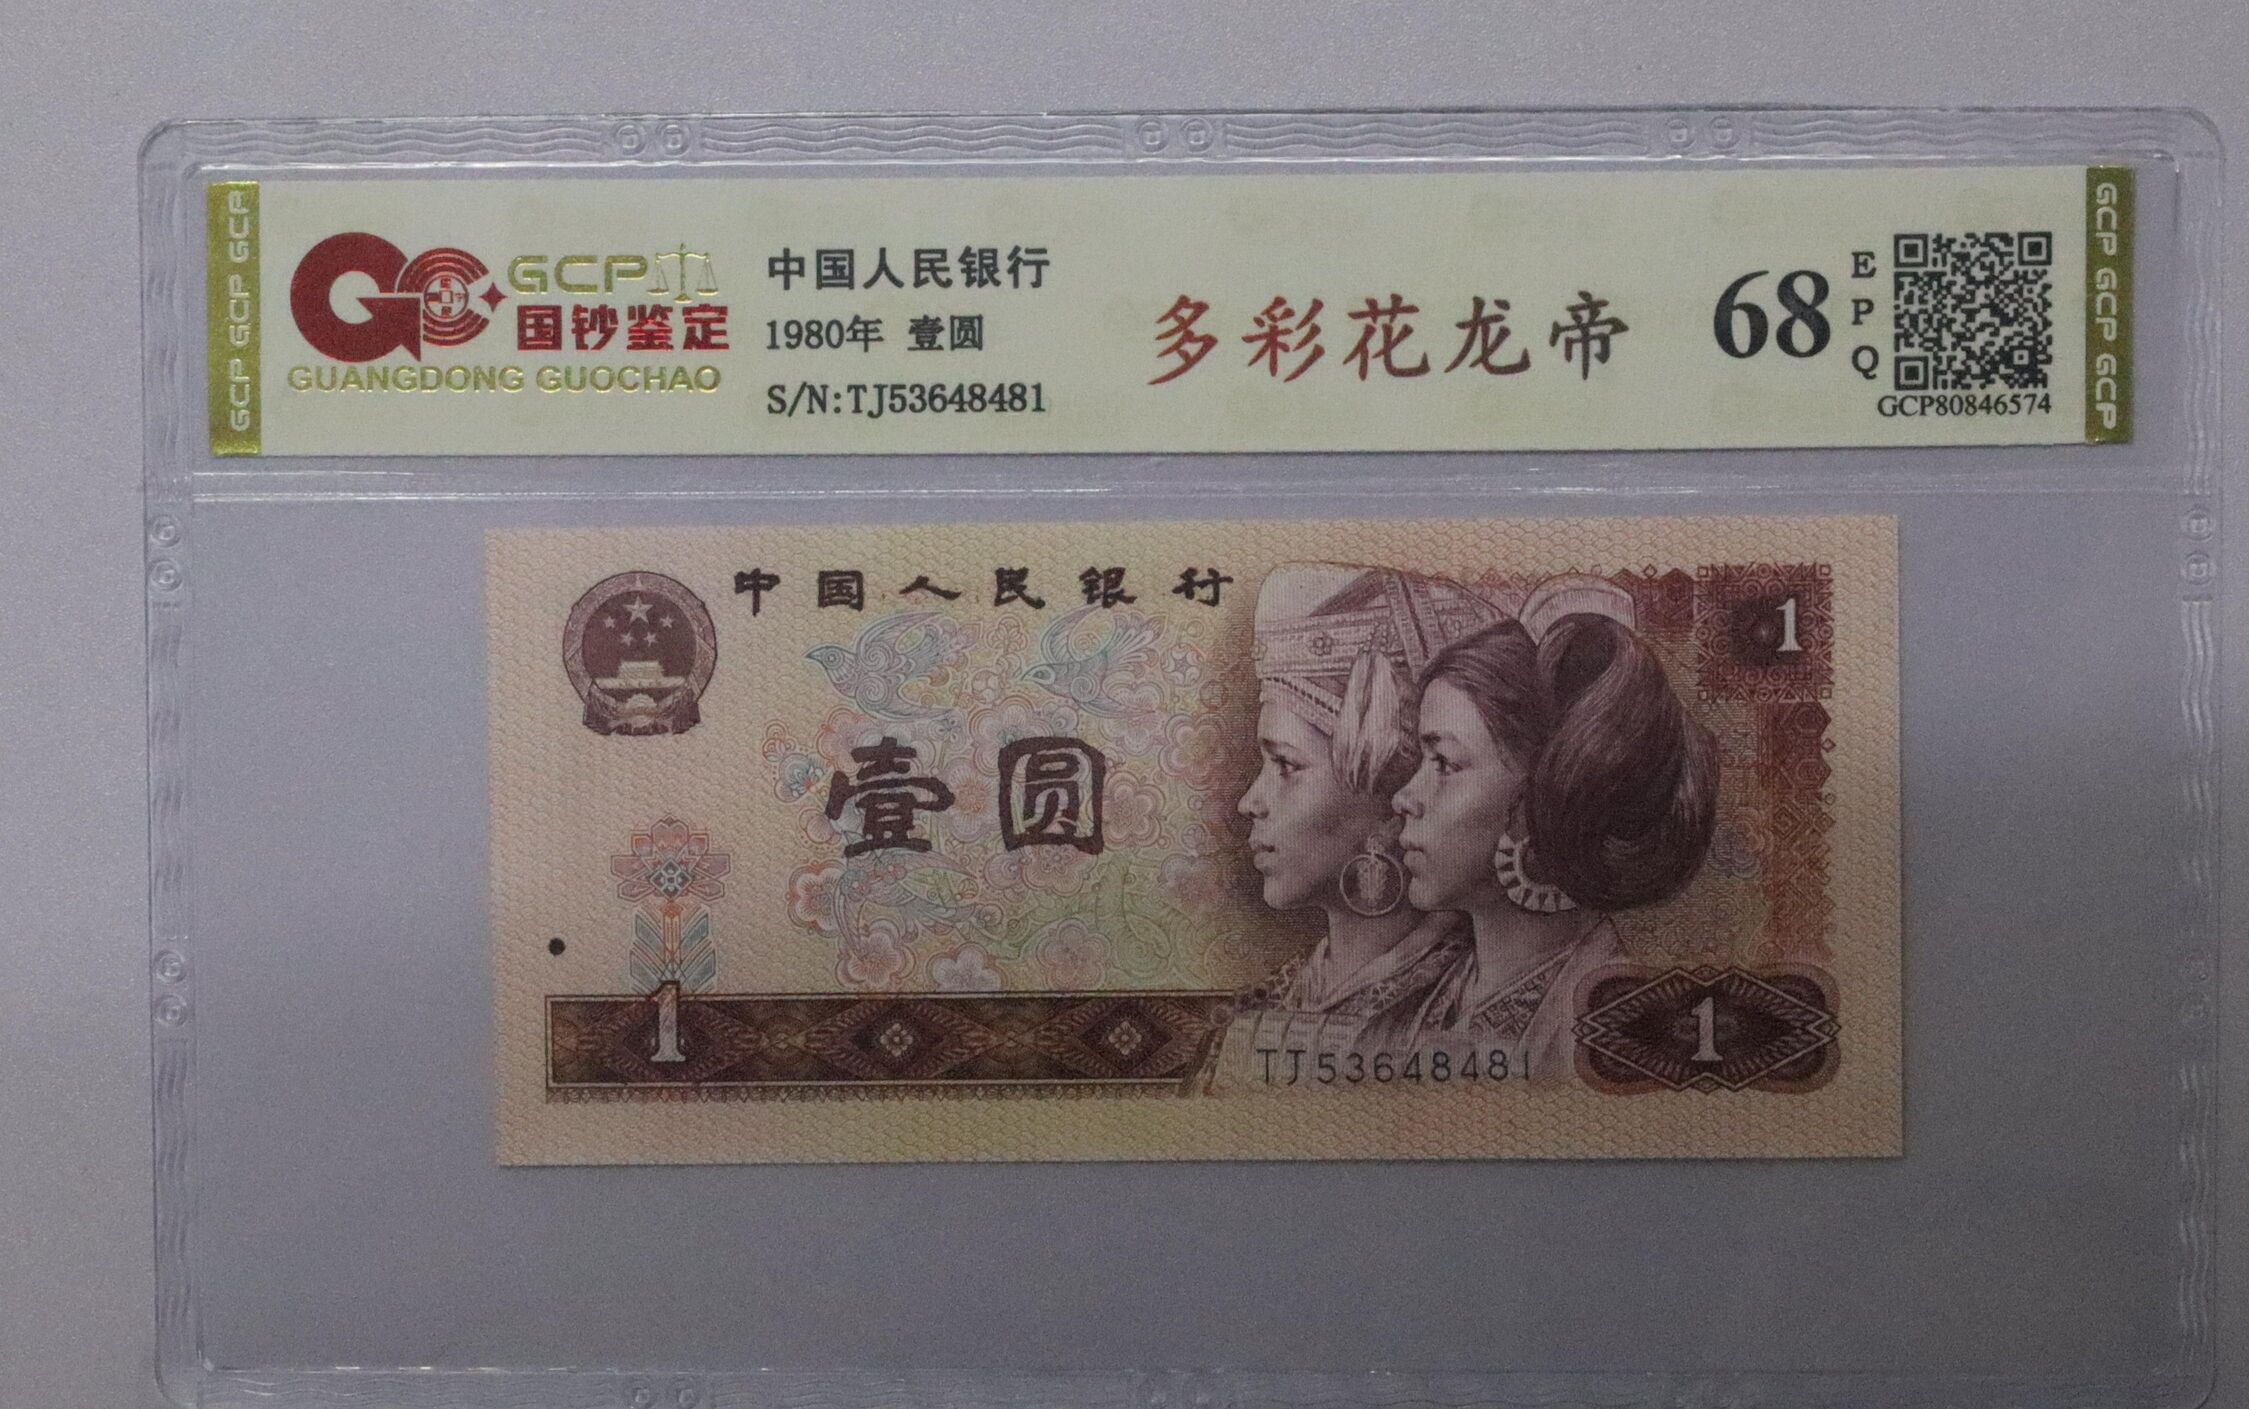 GCP GCP GCP
GCP
国钞鉴定
GUANGDONG GUOCHAO
中国人民银行
1980年 壹圆
S/N:TJ53648481
多彩花龙帝
68
E
P
Q
GCP80846574
GCP GCP GCP
中国人民银行
1
壹圆
1
TJ53648481
1